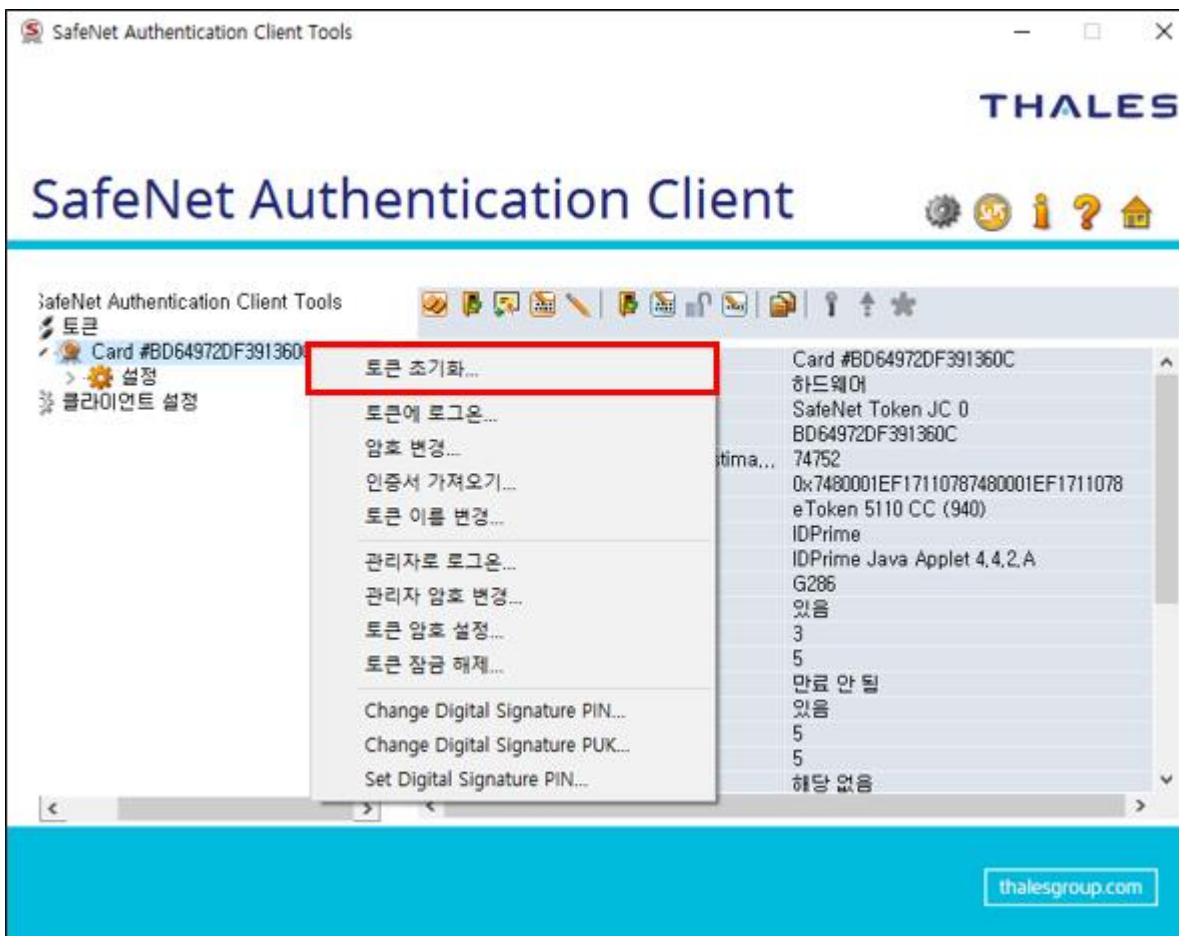 SafeNet Authentication Client Tools
THALES
SafeNet Authentication Client
SafeNet Authentication Client Tools
토큰
Card #BD64972DF391360C
설정
클라이언트 설정
토큰 초기화...
토큰에 로그온...
암호 변경...
인증서 가져오기...
토큰 이름 변경...
관리자로 로그온...
관리자 암호 변경...
토큰 암호 설정...
토큰 잠금 해제...
Change Digital Signature PIN...
Change Digital Signature PUK...
Set Digital Signature PIN...
Card #BD64972DF391360C
하드웨어
SafeNet Token JC 0
BD64972DF391360C
74752
0x7480001EF17110787480001EF1711078
eToken 5110 CC (940)
IDPrime
IDPrime Java Applet 4.4.2.A
G286
있음
3
5
만료 안 됨
있음
5
5
해당 없음
thalesgroup.com